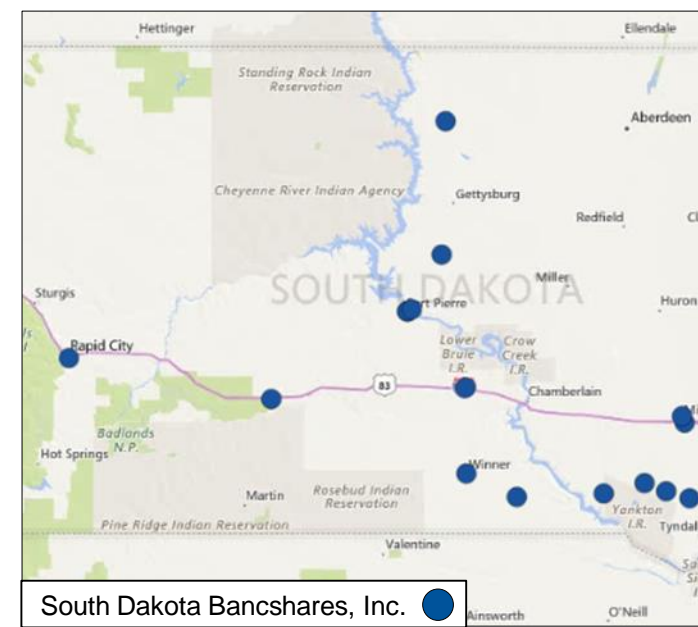 Hettinger
Ellendale
Standing Rock Indian
Reservation
Aberdeen
Cheyenne River Indian Agency
Gettysburg
Redfield
SOUTH DAKOTA
Miller
Sturgis
Pierre
Huron
Rapid City
Lower
Brule
I.R.
Crow
Creek
I.R.
83
Chamberlain
Badlands
N.P.
Hot Springs
Winner
Martin
Rosebud Indian
Reservation
Yankton
I.R.
Pine Ridge Indian Reservation
Valentine
South Dakota Bancshares, Inc.
Ainsworth
O'Neill